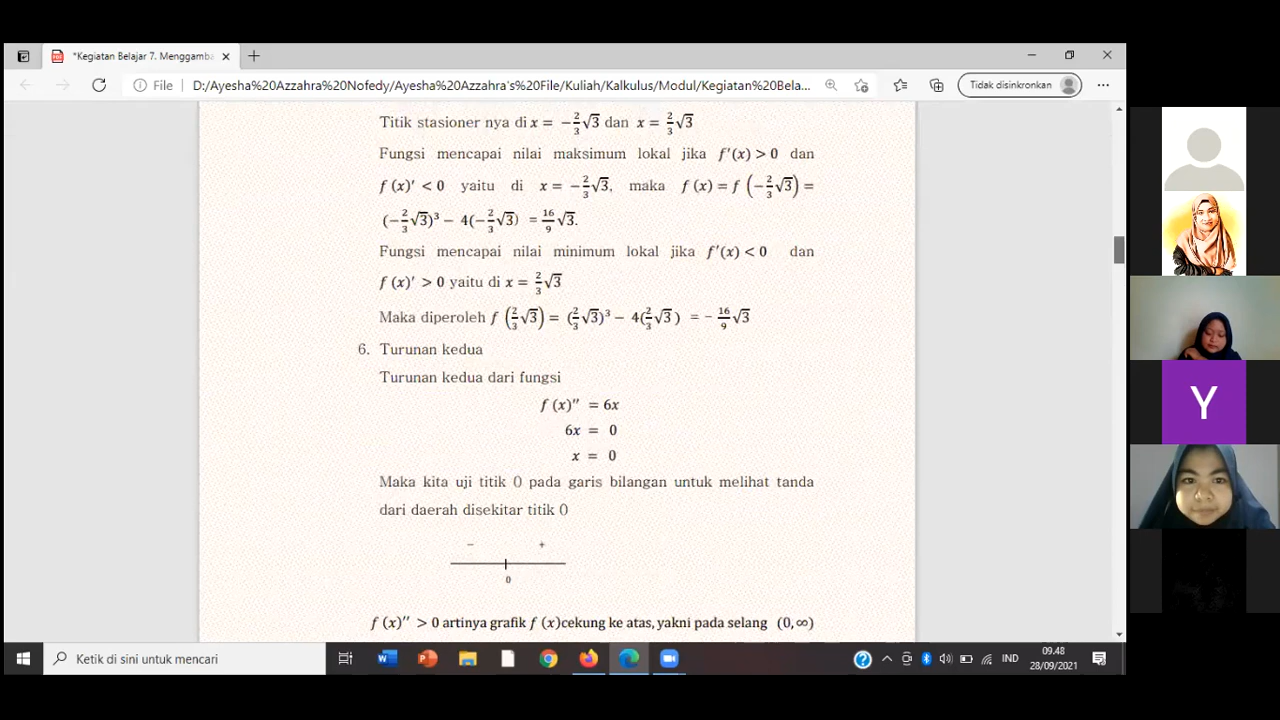 *Kegiatan Belajar 7. Menggamba
File D:/Ayesha%20Azzahra%20Nofedy/Ayesha%20Azzahra's%20File/Kuliah/Kalkulus/Modul/Kegiatan%20Bela... Tidak disinkronkan
Titik stasioner nya di x = −2/3√3 dan x = 2/3√3
Fungsi mencapai nilai maksimum lokal jika f′(x) > 0 dan
f (x)′ < 0 yaitu di x = −2/3√3, maka f (x) = f (−2/3√3) =
(−2/3√3)³ − 4(−2/3√3) = 16/9√3.
Fungsi mencapai nilai minimum lokal jika f′(x) < 0 dan
f (x)′ > 0 yaitu di x = 2/3√3
Maka diperoleh f (2/3√3) = (2/3√3)³ − 4(2/3√3) = − 16/9√3
6. Turunan kedua
Turunan kedua dari fungsi
f (x)″ = 6x
6x = 0
x = 0
Maka kita uji titik 0 pada garis bilangan untuk melihat tanda
dari daerah disekitar titik 0
− +
0
f (x)″ > 0 artinya grafik f (x)cekung ke atas, yakni pada selang (0, ∞)
Y
Ketik di sini untuk mencari
IND
09.48
28/09/2021